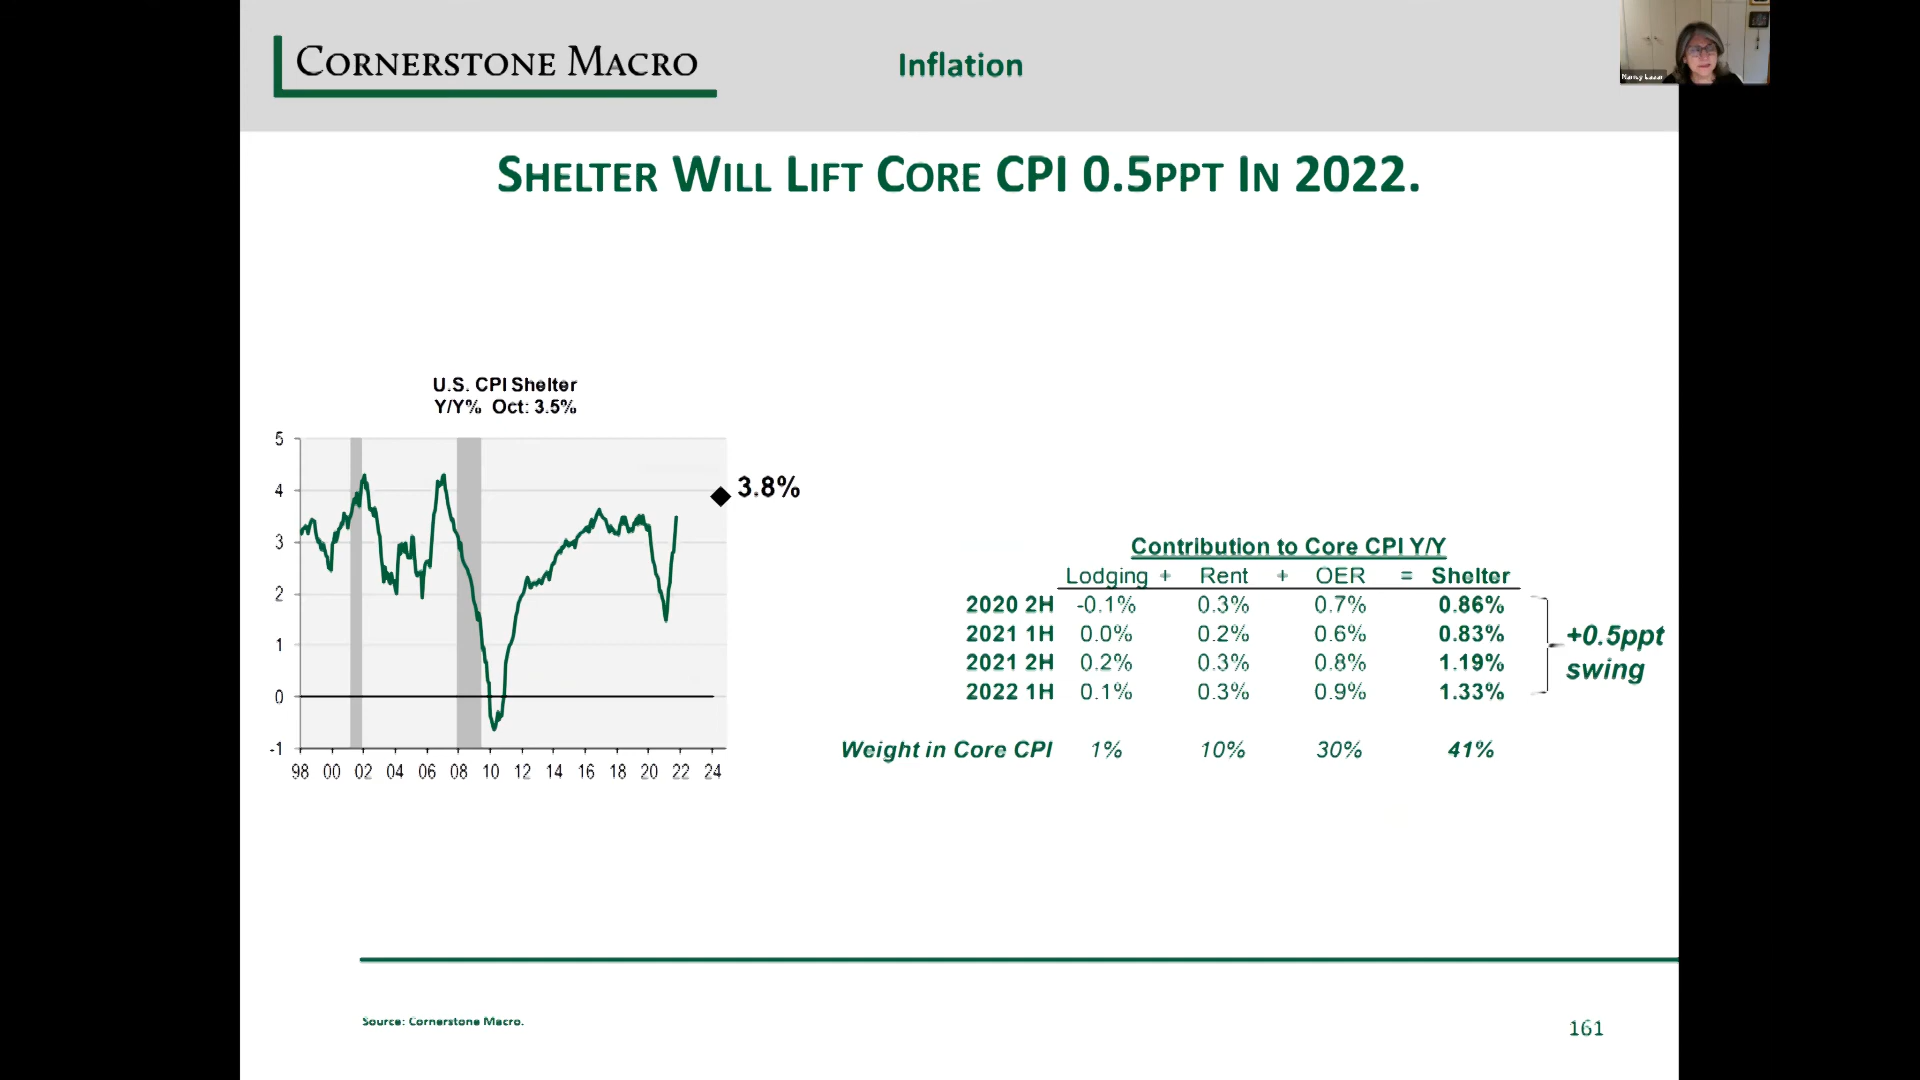 CORNERSTONE MACRO
Inflation
Nancy Lazar
SHELTER WILL LIFT CORE CPI 0.5PPT IN 2022.
U.S. CPI Shelter
Y/Y% Oct: 3.5%
5
4
3
2
1
0
-1
98 00 02 04 06 08 10 12 14 16 18 20 22 24
3.8%
Contribution to Core CPI Y/Y
Lodging + Rent + OER = Shelter
2020 2H -0.1% 0.3% 0.7% 0.86%
2021 1H 0.0% 0.2% 0.6% 0.83%
2021 2H 0.2% 0.3% 0.8% 1.19%
2022 1H 0.1% 0.3% 0.9% 1.33%
+0.5ppt
swing
Weight in Core CPI 1% 10% 30% 41%
Source: Cornerstone Macro.
161